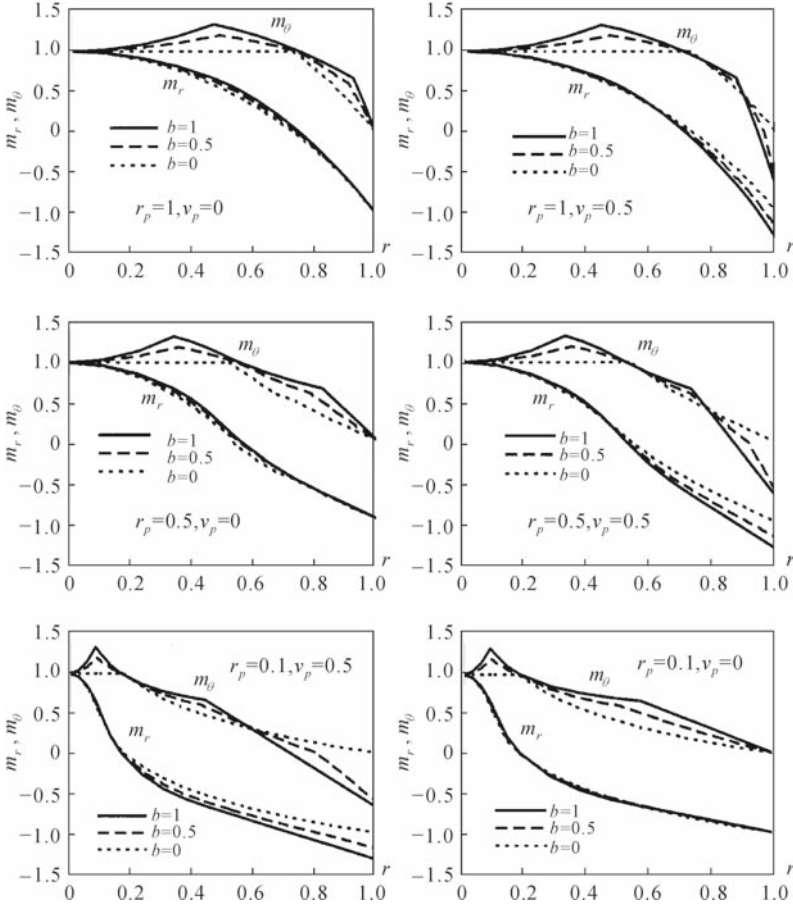 1.5
m_θ
1.0
0.5
m_r
0
-0.5
-1.0
-1.5
m_r , m_θ
b=1
b=0.5
b=0
r_p=1,v_p=0
0 0.2 0.4 0.6 0.8 1.0
r
1.5
m_θ
1.0
0.5
m_r
0
-0.5
-1.0
-1.5
m_r , m_θ
b=1
b=0.5
b=0
r_p=1,v_p=0.5
0 0.2 0.4 0.6 0.8 1.0
r
1.5
m_θ
1.0
0.5
m_r
0
-0.5
-1.0
-1.5
m_r , m_θ
b=1
b=0.5
b=0
r_p=0.5,v_p=0
0 0.2 0.4 0.6 0.8 1.0
r
1.5
m_θ
1.0
0.5
m_r
0
-0.5
-1.0
-1.5
m_r , m_θ
b=1
b=0.5
b=0
r_p=0.5,v_p=0.5
0 0.2 0.4 0.6 0.8 1.0
r
1.5
r_p=0.1,v_p=0.5
m_θ
1.0
0.5
m_r
0
-0.5
-1.0
-1.5
m_r , m_θ
b=1
b=0.5
b=0
0 0.2 0.4 0.6 0.8 1.0
r
1.5
r_p=0.1,v_p=0
m_θ
1.0
0.5
m_r
0
-0.5
-1.0
-1.5
m_r , m_θ
b=1
b=0.5
b=0
0 0.2 0.4 0.6 0.8 1.0
r